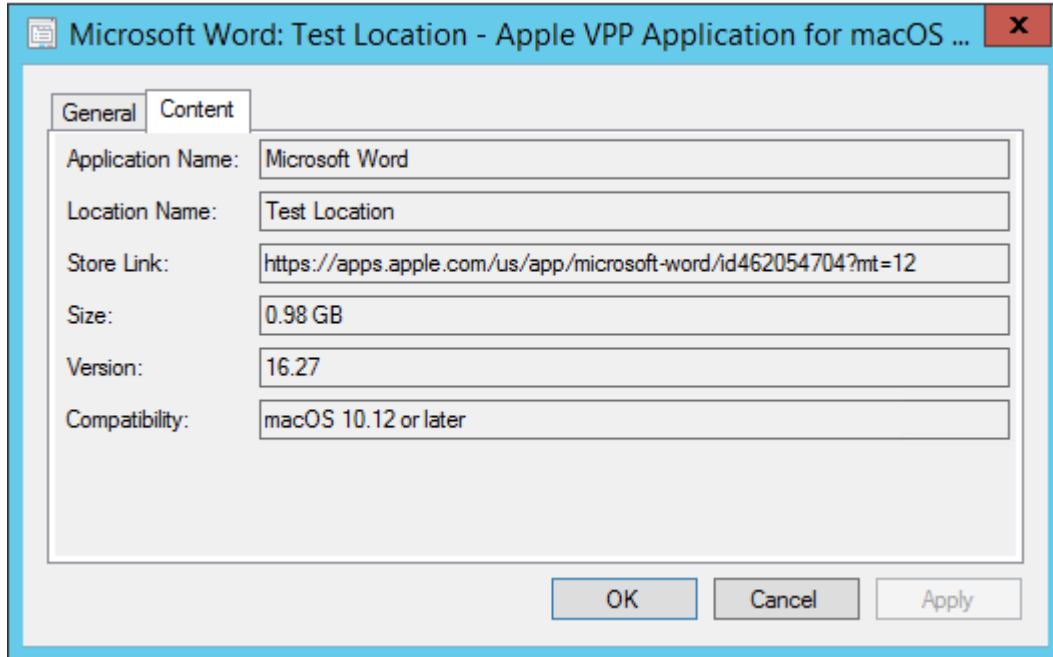 Microsoft Word: Test Location - Apple VPP Application for macOS ...
x
General Content
Application Name: Microsoft Word
Location Name: Test Location
Store Link: https://apps.apple.com/us/app/microsoft-word/id462054704?mt=12
Size: 0.98 GB
Version: 16.27
Compatibility: macOS 10.12 or later
OK Cancel Apply